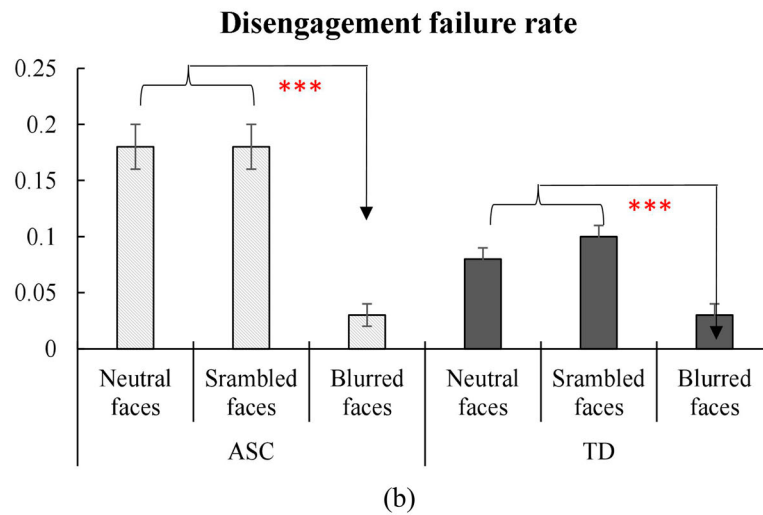 Disengagement failure rate
0.25
0.2
0.15
0.1
0.05
0
***
***
Neutral faces
Srambled faces
Blurred faces
Neutral faces
Srambled faces
Blurred faces
ASC
TD
(b)